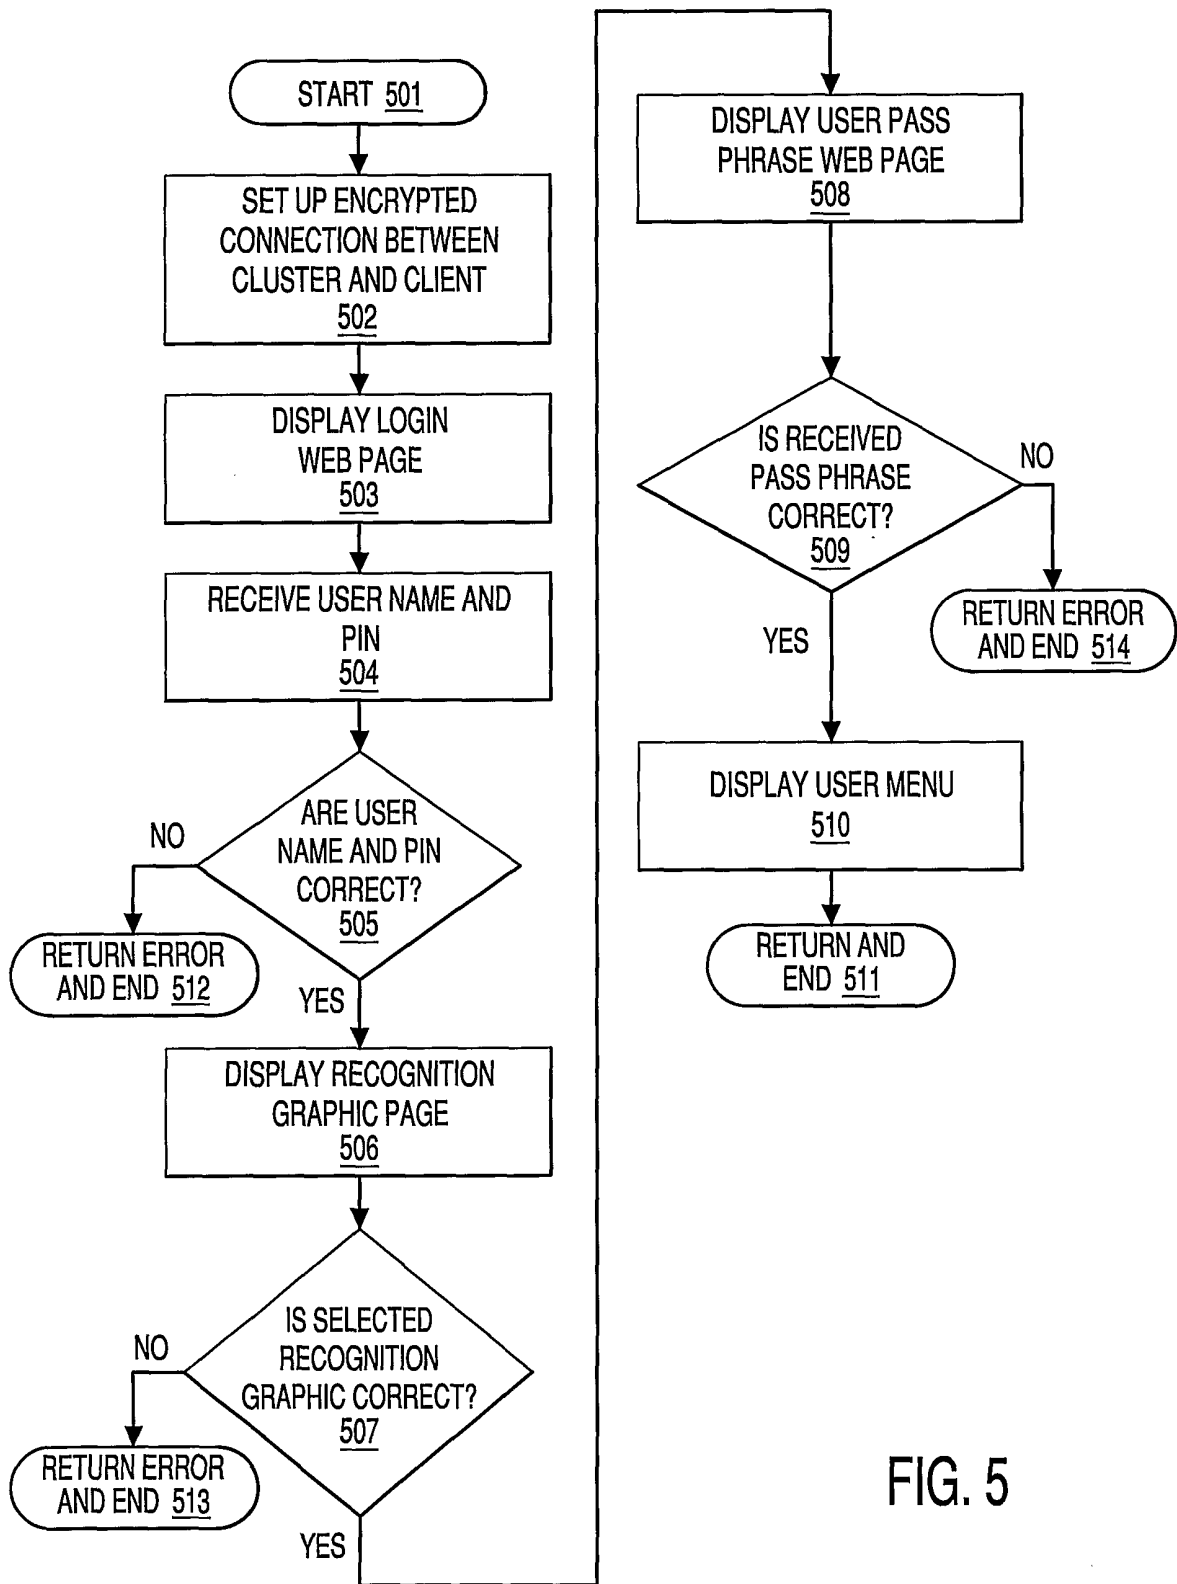 START 501
SET UP ENCRYPTED
CONNECTION BETWEEN
CLUSTER AND CLIENT
502
DISPLAY LOGIN
WEB PAGE
503
RECEIVE USER NAME AND
PIN
504
ARE USER
NAME AND PIN
CORRECT?
505
NO
RETURN ERROR
AND END 512
YES
DISPLAY RECOGNITION
GRAPHIC PAGE
506
IS SELECTED
RECOGNITION
GRAPHIC CORRECT?
507
NO
RETURN ERROR
AND END 513
YES
DISPLAY USER PASS
PHRASE WEB PAGE
508
IS RECEIVED
PASS PHRASE
CORRECT?
509
NO
RETURN ERROR
AND END 514
YES
DISPLAY USER MENU
510
RETURN AND
END 511
FIG. 5